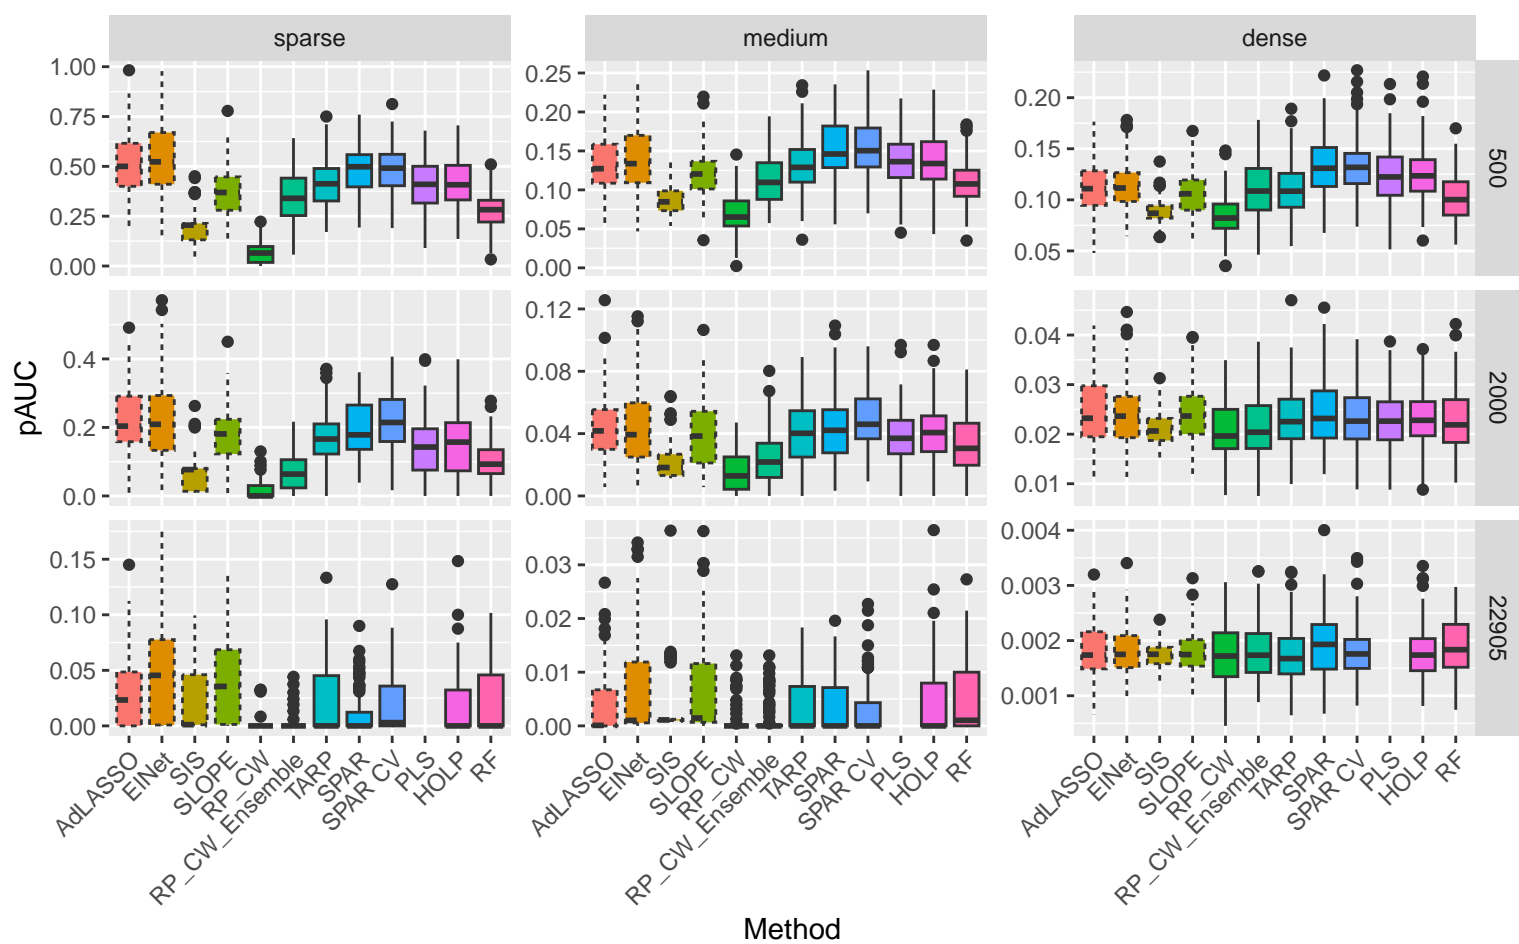 sparse
medium
dense
1.00
0.75
0.50
0.25
0.00
0.25
0.20
0.15
0.10
0.05
0.00
0.20
0.15
0.10
0.05
500
0.4
0.2
0.0
0.12
0.08
0.04
0.00
0.04
0.03
0.02
0.01
2000
0.15
0.10
0.05
0.00
0.03
0.02
0.01
0.00
0.004
0.003
0.002
0.001
22905
pAUC
AdLASSO
ElNet
SIS
SLOPE
RP_CW
RP_CW_Ensemble
TARP
SPAR
SPAR CV
PLS
HOLP
RF
AdLASSO
ElNet
SIS
SLOPE
RP_CW
RP_CW_Ensemble
TARP
SPAR
SPAR CV
PLS
HOLP
RF
AdLASSO
ElNet
SIS
SLOPE
RP_CW
RP_CW_Ensemble
TARP
SPAR
SPAR CV
PLS
HOLP
RF
Method